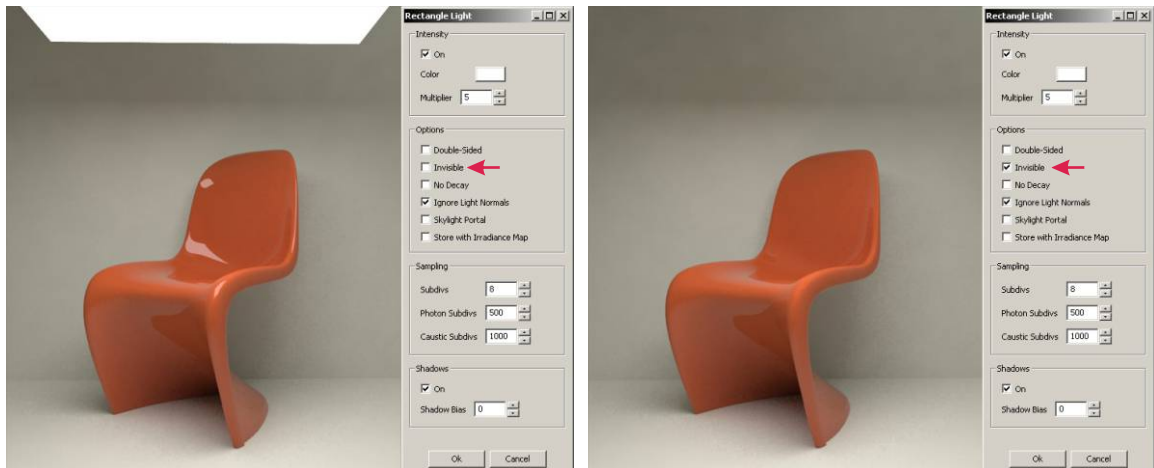 Rectangle Light
Intensity
On
Color
Multiplier 5
Options
Double-Sided
Invisible
No Decay
Ignore Light Normals
Skylight Portal
Store with Irradiance Map
Sampling
Subdivs 8
Photon Subdivs 500
Caustic Subdivs 1000
Shadows
On
Shadow Bias 0
Ok Cancel
Rectangle Light
Intensity
On
Color
Multiplier 5
Options
Double-Sided
Invisible
No Decay
Ignore Light Normals
Skylight Portal
Store with Irradiance Map
Sampling
Subdivs 8
Photon Subdivs 500
Caustic Subdivs 1000
Shadows
On
Shadow Bias 0
Ok Cancel